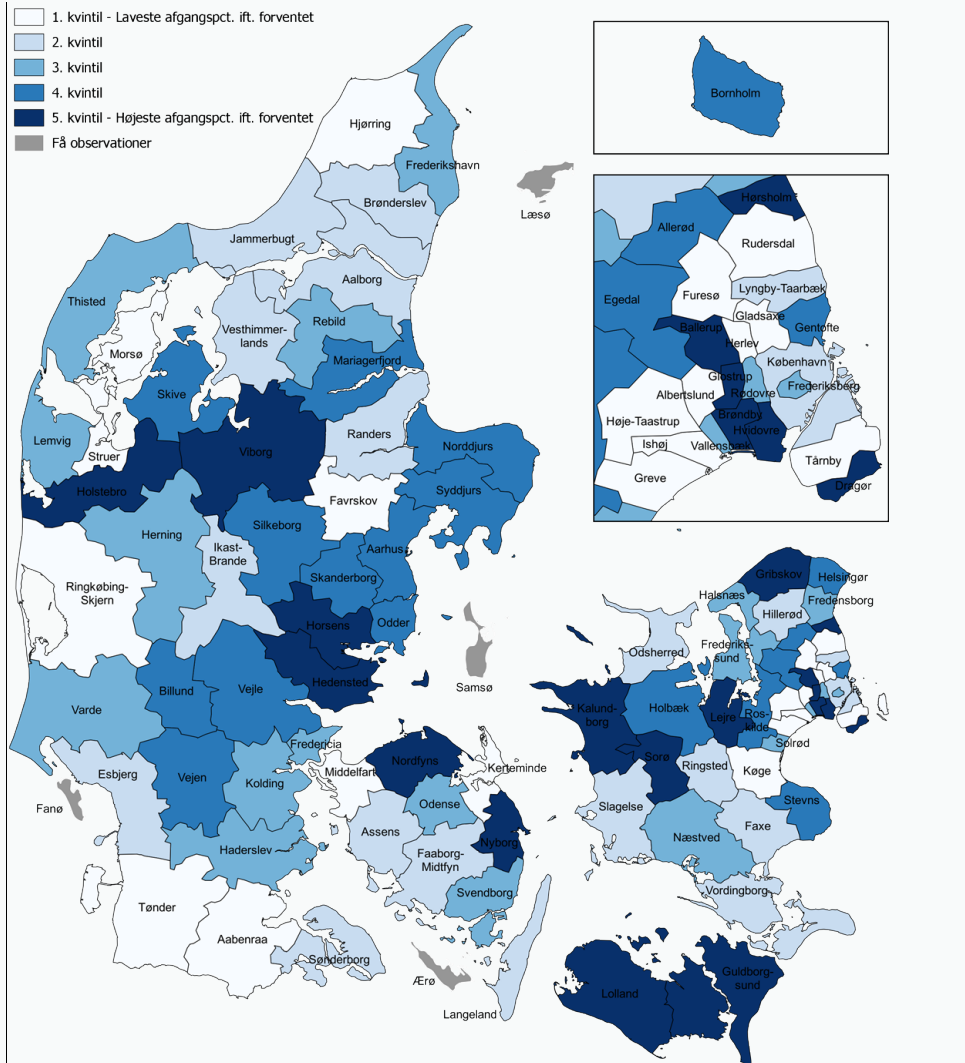 1. kvintil - Laveste afgangspct. ift. forventet
2. kvintil
3. kvintil
4. kvintil
5. kvintil - Højeste afgangspct. ift. forventet
Få observationer
Bornholm
Hjørring
Frederikshavn
Læsø
Brønderslev
Jammerbugt
Aalborg
Thisted
Vesthimmer-
lands
Rebild
Morsø
Mariagerfjord
Skive
Lemvig
Struer
Viborg
Randers
Norddjurs
Holstebro
Favrskov
Syddjurs
Herning
Silkeborg
Ikast-
Brande
Aarhus
Skanderborg
Ringkøbing-
Skjern
Horsens
Odder
Hedensted
Samsø
Varde
Billund
Vejle
Fredericia
Esbjerg
Vejen
Kolding
Middelfart
Nordfyns
Kerteminde
Fanø
Odense
Assens
Nyborg
Haderslev
Faaborg-
Midtfyn
Svendborg
Tønder
Aabenraa
Sønderborg
Ærø
Langeland
Hørsholm
Allerød
Rudersdal
Egedal
Furesø
Lyngby-Taarbæk
Gladsaxe
Ballerup
Gentofte
Herlev
København
Glostrup
Frederiksberg
Albertslund
Rødovre
Høje-Taastrup
Brøndby
Hvidovre
Ishøj
Vallensbæk
Tårnby
Greve
Dragør
Gribskov
Helsingør
Halsnæs
Fredensborg
Hillerød
Odsherred
Frederiks-
sund
Kalund-
borg
Holbæk
Lejre
Ros-
kilde
Solrød
Sorø
Ringsted
Køge
Slagelse
Stevns
Næstved
Faxe
Vordingborg
Lolland
Guldborg-
sund